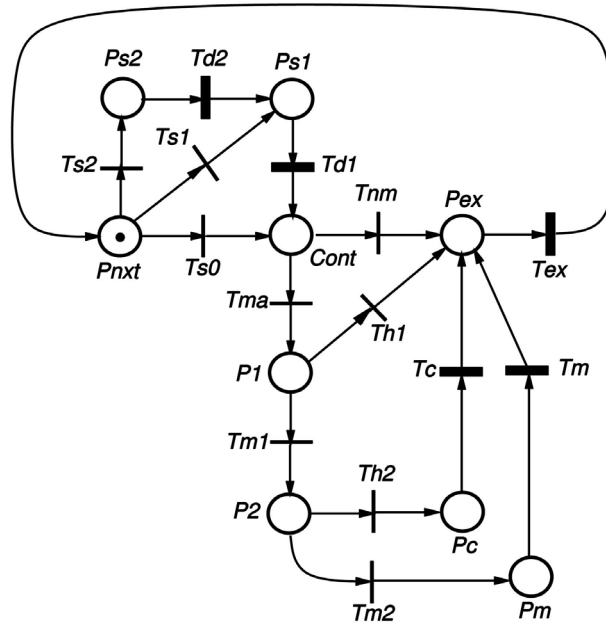 Ps2 Td2 Ps1
Ts1
Ts2 Td1
Tnm Pex
Pnxt Ts0 Cont Tex
Tma Th1
P1 Tc Tm
Tm1
Th2
P2 Pc
Tm2 Pm